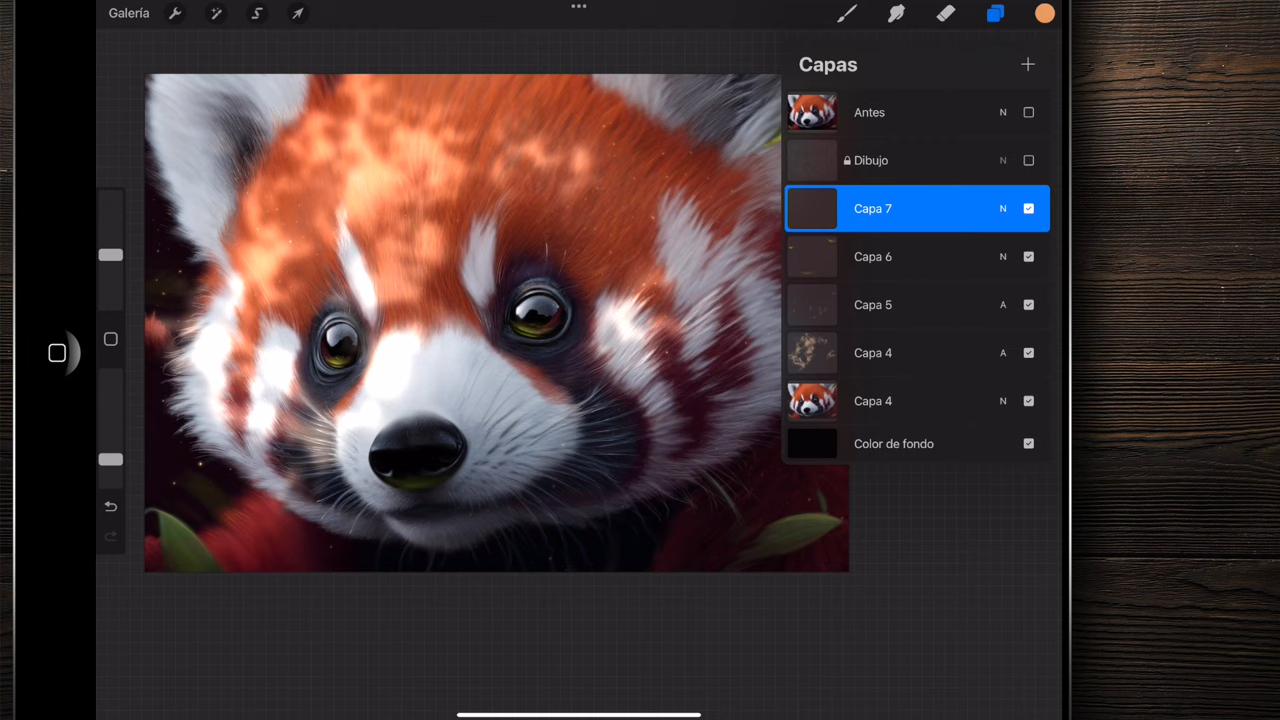 Galería
Capas
Antes N
Dibujo N
Capa 7 N
Capa 6 N
Capa 5 A
Capa 4 A
Capa 4 N
Color de fondo